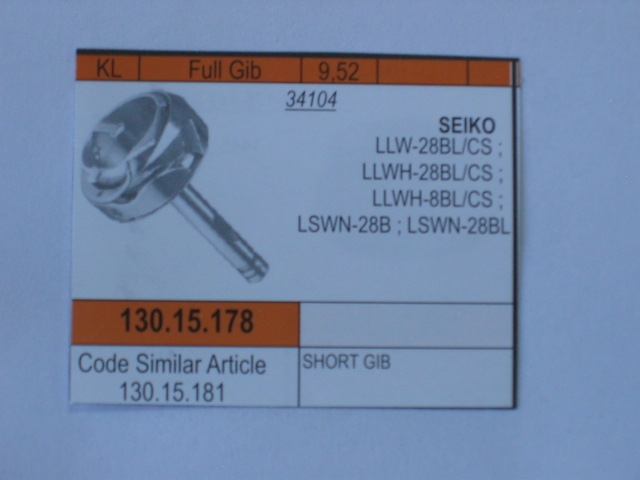 KL Full Gib 9,52
34104
SEIKO
LLW-28BL/CS ;
LLWH-28BL/CS ;
LLWH-8BL/CS ;
LSWN-28B ; LSWN-28BL
130.15.178
Code Similar Article
130.15.181
SHORT GIB